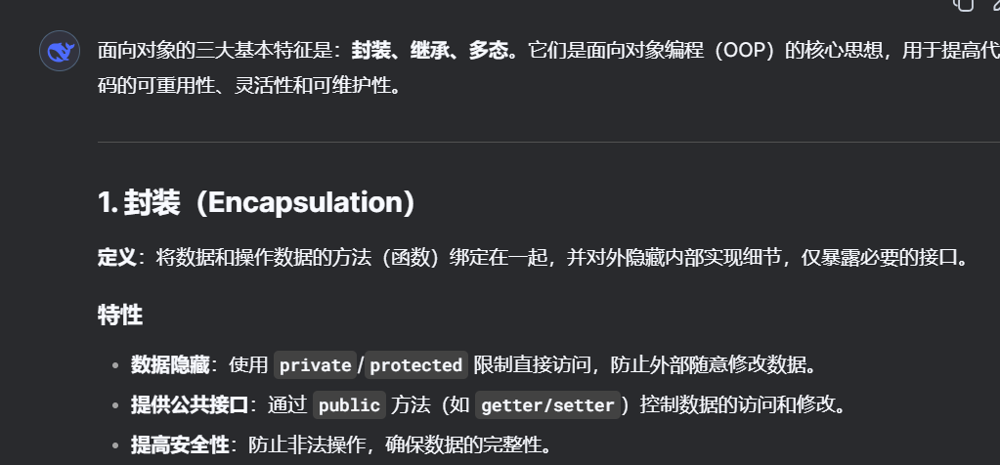 面向对象的三大基本特征是：封装、继承、多态。它们是面向对象编程（OOP）的核心思想，用于提高代
码的可重用性、灵活性和可维护性。
1. 封装（Encapsulation）
定义：将数据和操作数据的方法（函数）绑定在一起，并对外隐藏内部实现细节，仅暴露必要的接口。
特性
• 数据隐藏：使用 private/protected 限制直接访问，防止外部随意修改数据。
• 提供公共接口：通过 public 方法（如 getter/setter）控制数据的访问和修改。
• 提高安全性：防止非法操作，确保数据的完整性。